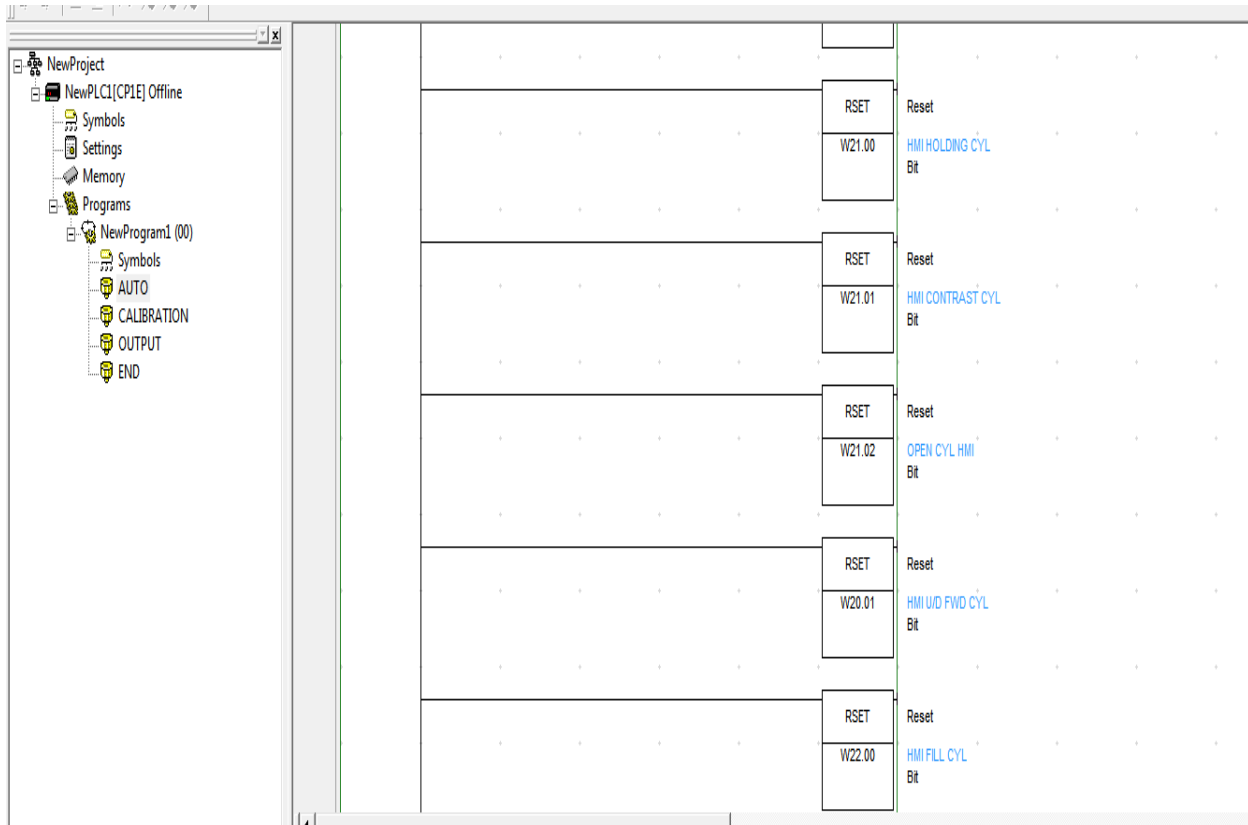 NewProject
NewPLC1[CP1E] Offline
Symbols
Settings
Memory
Programs
NewProgram1 (00)
Symbols
AUTO
CALIBRATION
OUTPUT
END
RSET Reset
W21.00 HMI HOLDING CYL
Bit
RSET Reset
W21.01 HMI CONTRAST CYL
Bit
RSET Reset
W21.02 OPEN CYL HMI
Bit
RSET Reset
W20.01 HMI U/D FWD CYL
Bit
RSET Reset
W22.00 HMI FILL CYL
Bit